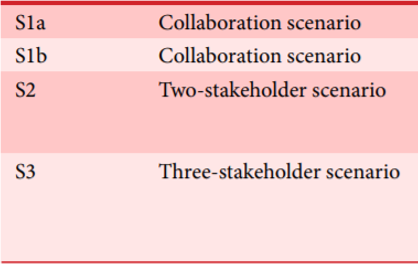 S1a Collaboration scenario
S1b Collaboration scenario
S2 Two-stakeholder scenario
S3 Three-stakeholder scenario